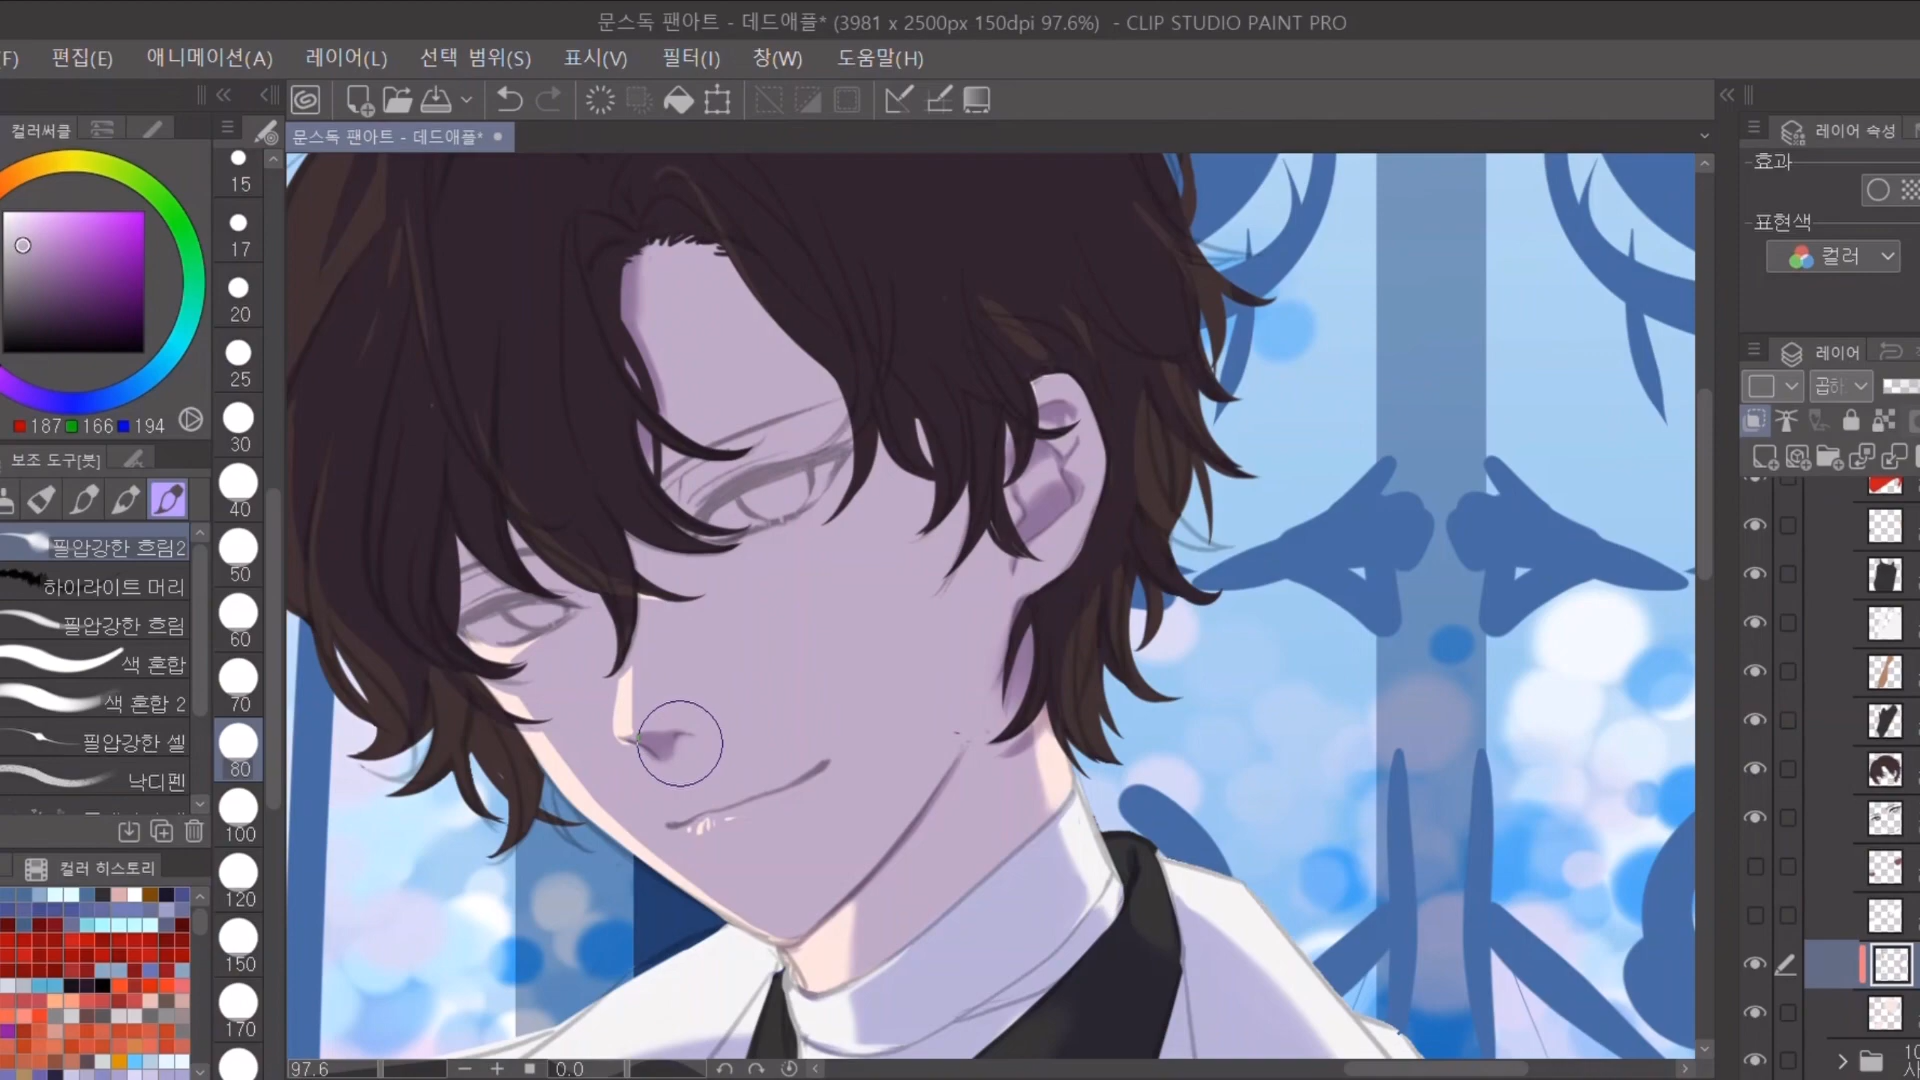 문스독 팬아트 - 데드애플* (3981 x 2500px 150dpi 97.6%) - CLIP STUDIO PAINT PRO
F) 편집(E) 애니메이션(A) 레이어(L) 선택 범위(S) 표시(V) 필터(I) 창(W) 도움말(H)
컬러써클
문스독 팬아트 - 데드애플*
187 166 194
보조 도구[붓]
필압강한 흐림2
하이라이트 머리
필압강한 흐림
색 혼합
색 혼합 2
필압강한 셀
낙디펜
컬러 히스토리
15
17
20
25
30
40
50
60
70
80
100
120
150
170
97.6
0.0
레이어 속성
효과
표현색
컬러
레이어
곱하